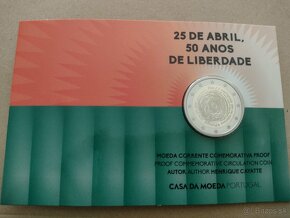 25 DE ABRIL,
50 ANOS
DE LIBERDADE
MOEDA CORRENTE COMEMORATIVA PROOF
PROOF COMMEMORATIVE CIRCULATION COIN
AUTOR AUTHOR HENRIQUE CAYATTE
CASA DA MOEDA PORTUGAL